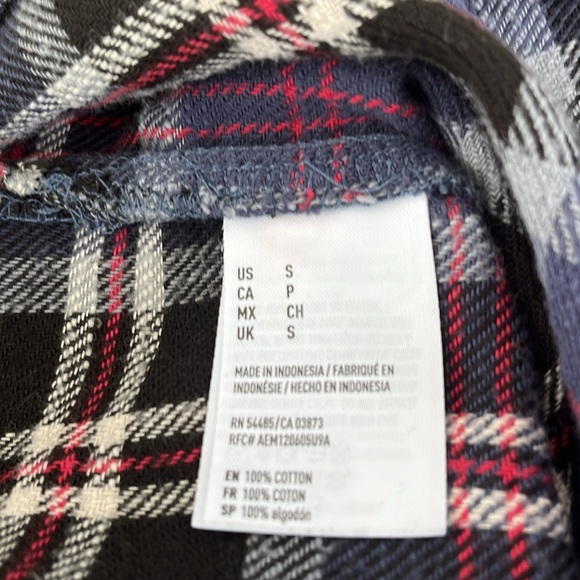 US S
CA P
MX CH
UK S
MADE IN INDONESIA / FABRIQUÉ EN
INDONÉSIE / HECHO EN INDONESIA
RN 54485/CA 03873
RFC# AEM120605U9A
EN 100% COTTON
FR 100% COTON
SP 100% algodón